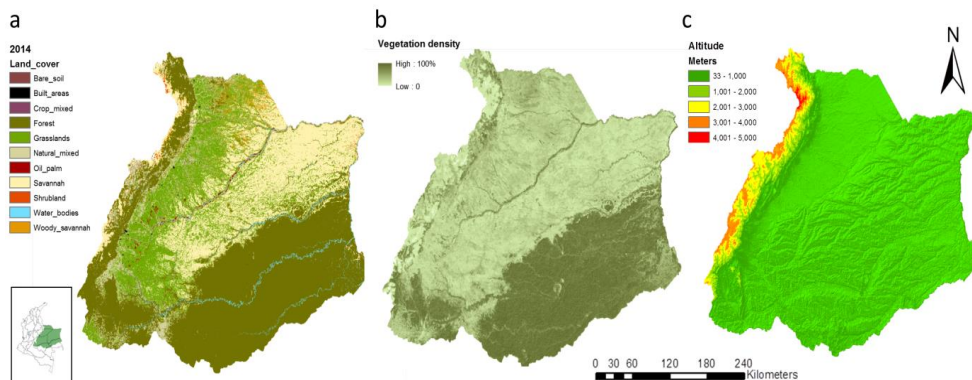 a
2014
Land_cover
Bare_soil
Built_areas
Crop_mixed
Forest
Grasslands
Natural_mixed
Oil_palm
Savannah
Shrubland
Water_bodies
Woody_savannah
b
Vegetation density
High : 100%
Low : 0
c
Altitude
Meters
33 - 1,000
1,001 - 2,000
2,001 - 3,000
3,001 - 4,000
4,001 - 5,000
N
0 30 60 120 180 240
Kilometers